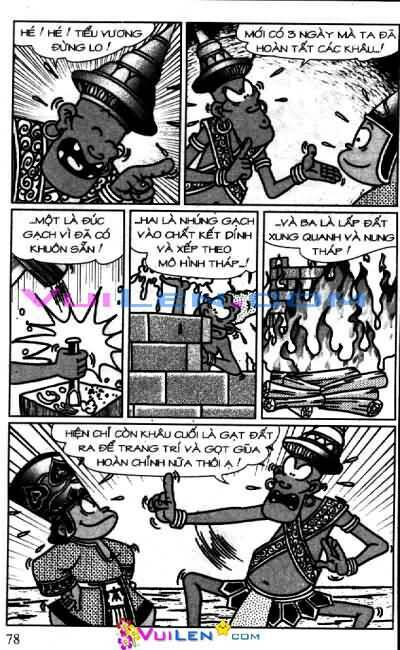 HÉ ! HÉ ! TIỂU VƯƠNG
ĐỪNG LO !
MỚI CÓ 3 NGÀY MÀ TA ĐÃ
HOÀN TẤT CÁC KHÂU...!
...MỘT LÀ ĐÚC
GẠCH VÌ ĐÃ CÓ
KHUÔN SẴN !
...HAI LÀ NHÚNG GẠCH
VÀO CHẤT KẾT DÍNH
VÀ XẾP THEO
MÔ HÌNH THÁP...!
...VÀ BA LÀ LẤP ĐẤT
XUNG QUANH VÀ NUNG
THÁP !
VUILEN.COM
HIỆN CHỈ CÒN KHÂU CUỐI LÀ GẠT ĐẤT
RA ĐỂ TRANG TRÍ VÀ GỌT GIŨA
HOÀN CHỈNH NỮA THÔI Ạ !
78
VUILEN.COM